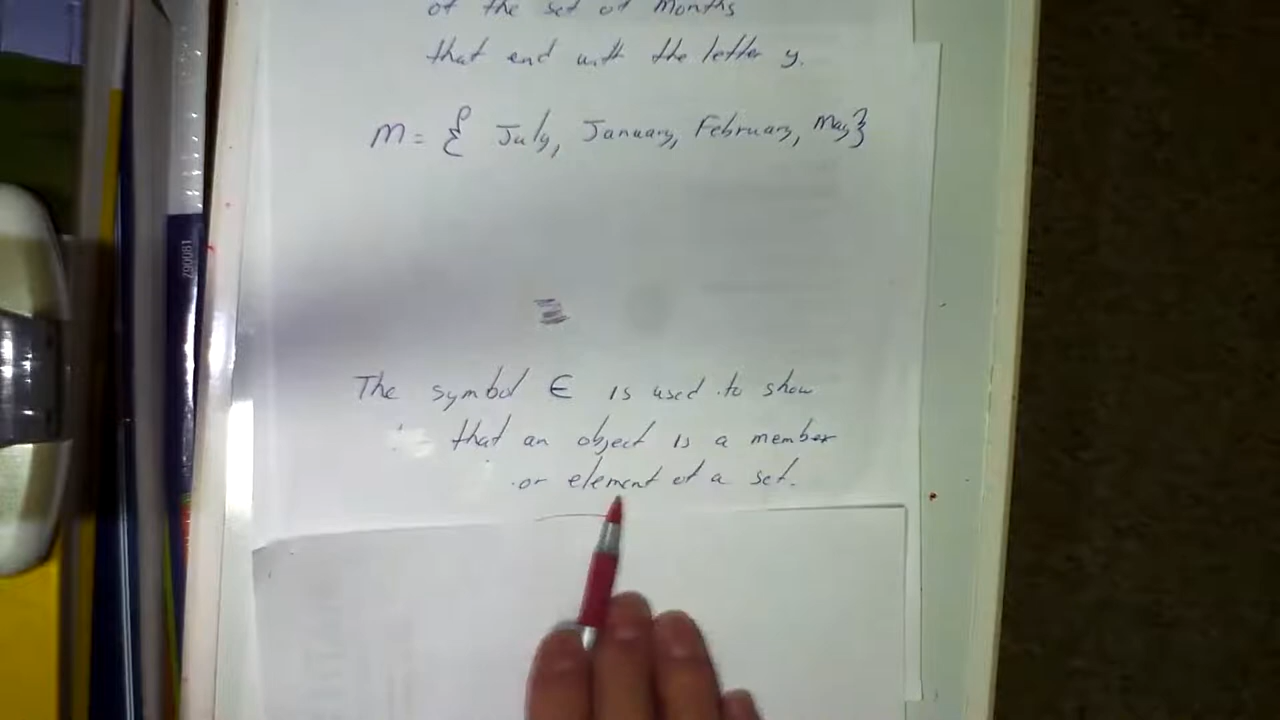 of the set of months
that end with the letter y.
M = { July, January, February, May}
The symbol ∈ is used to show
that an object is a member
or element of a set.
190067